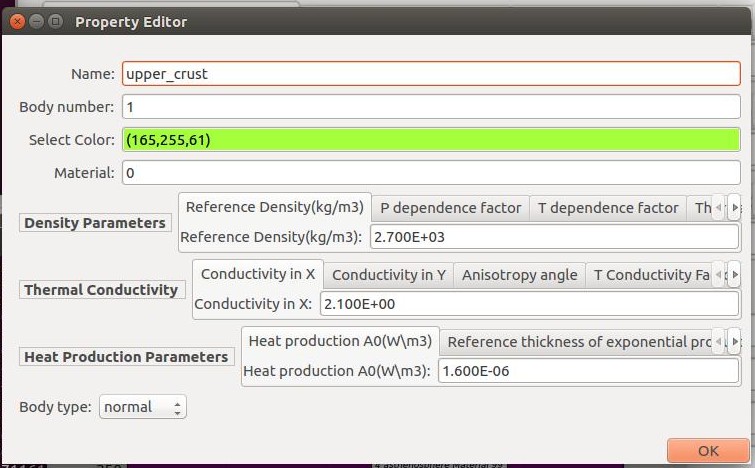 Property Editor
Name: upper_crust
Body number: 1
Select Color: (165,255,61)
Material: 0
Density Parameters
Reference Density(kg/m3) P dependence factor T dependence factor
Reference Density(kg/m3): 2.700E+03
Thermal Conductivity
Conductivity in X Conductivity in Y Anisotropy angle T Conductivity
Conductivity in X: 2.100E+00
Heat Production Parameters
Heat production A0(W\m3) Reference thickness of exponential
Heat production A0(W\m3): 1.600E-06
Body type: normal
OK